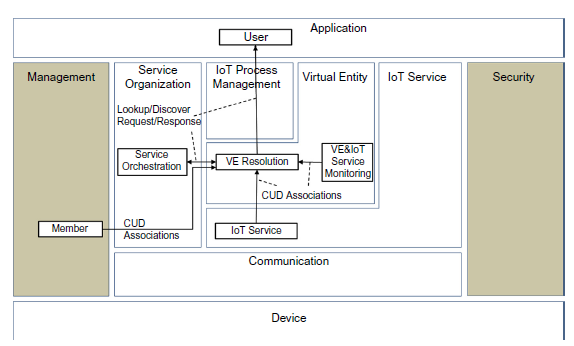 Application
User
Management
Service
Organization
IoT Process
Management
Virtual Entity
IoT Service
Security
Lookup/Discover
Request/Response
Service
Orchestration
VE Resolution
VE&IoT
Service
Monitoring
CUD Associations
Member
CUD
Associations
IoT Service
Communication
Device